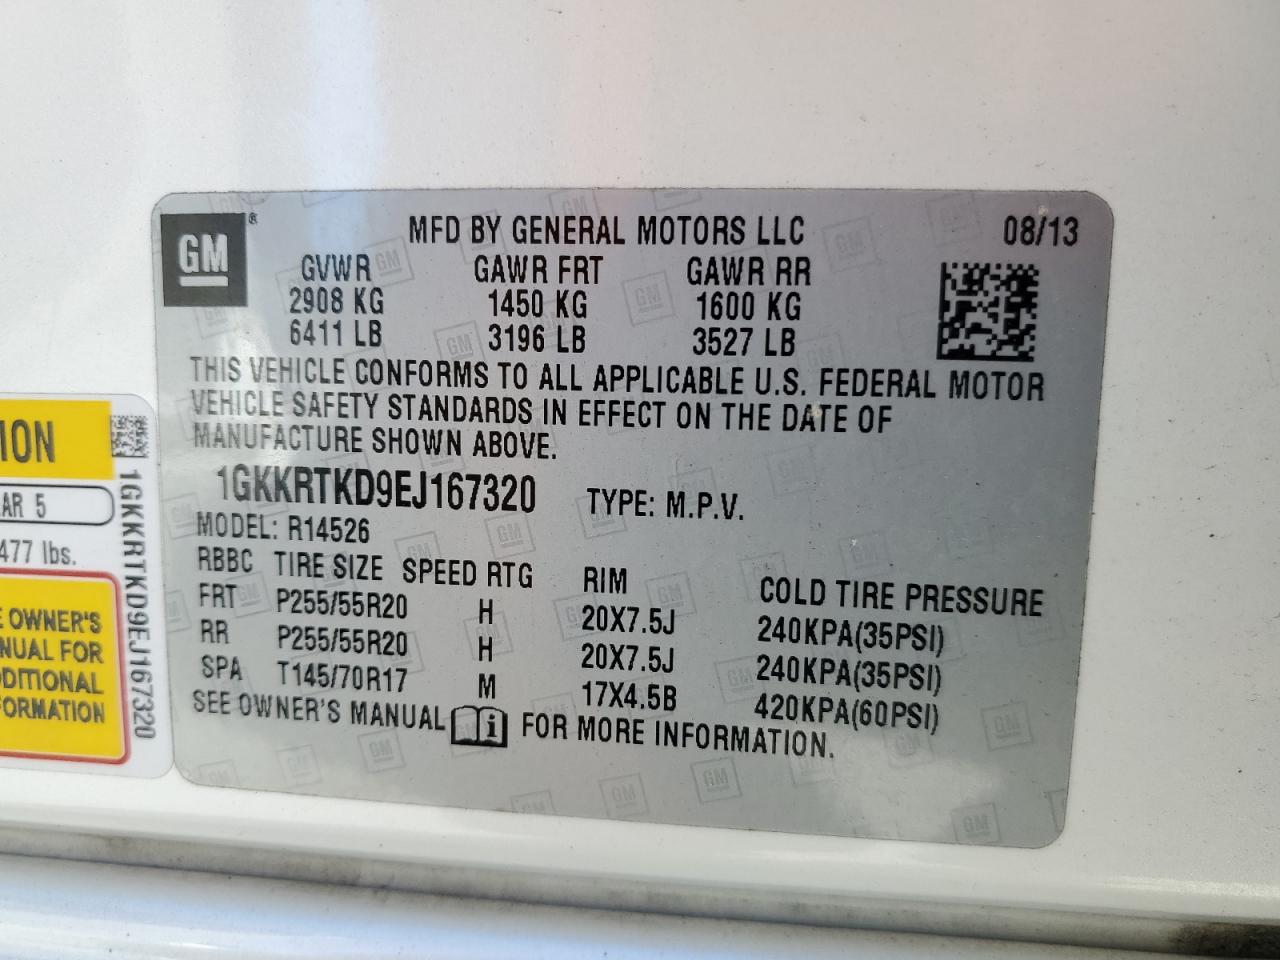 GM
®
MFD BY GENERAL MOTORS LLC
08/13
GVWR GAWR FRT GAWR RR
2908 KG 1450 KG 1600 KG
6411 LB 3196 LB 3527 LB
THIS VEHICLE CONFORMS TO ALL APPLICABLE U.S. FEDERAL MOTOR
VEHICLE SAFETY STANDARDS IN EFFECT ON THE DATE OF
MANUFACTURE SHOWN ABOVE.
1GKKRTKD9EJ167320 TYPE: M.P.V.
MODEL: R14526
RBBC TIRE SIZE SPEED RTG RIM COLD TIRE PRESSURE
FRT P255/55R20 H 20X7.5J 240KPA(35PSI)
RR P255/55R20 H 20X7.5J 240KPA(35PSI)
SPA T145/70R17 M 17X4.5B 420KPA(60PSI)
SEE OWNER'S MANUAL i FOR MORE INFORMATION.
ION
AR 5
477 lbs.
E OWNER'S
NUAL FOR
DITIONAL
ORMATION
1GKKRTKD9EJ167320